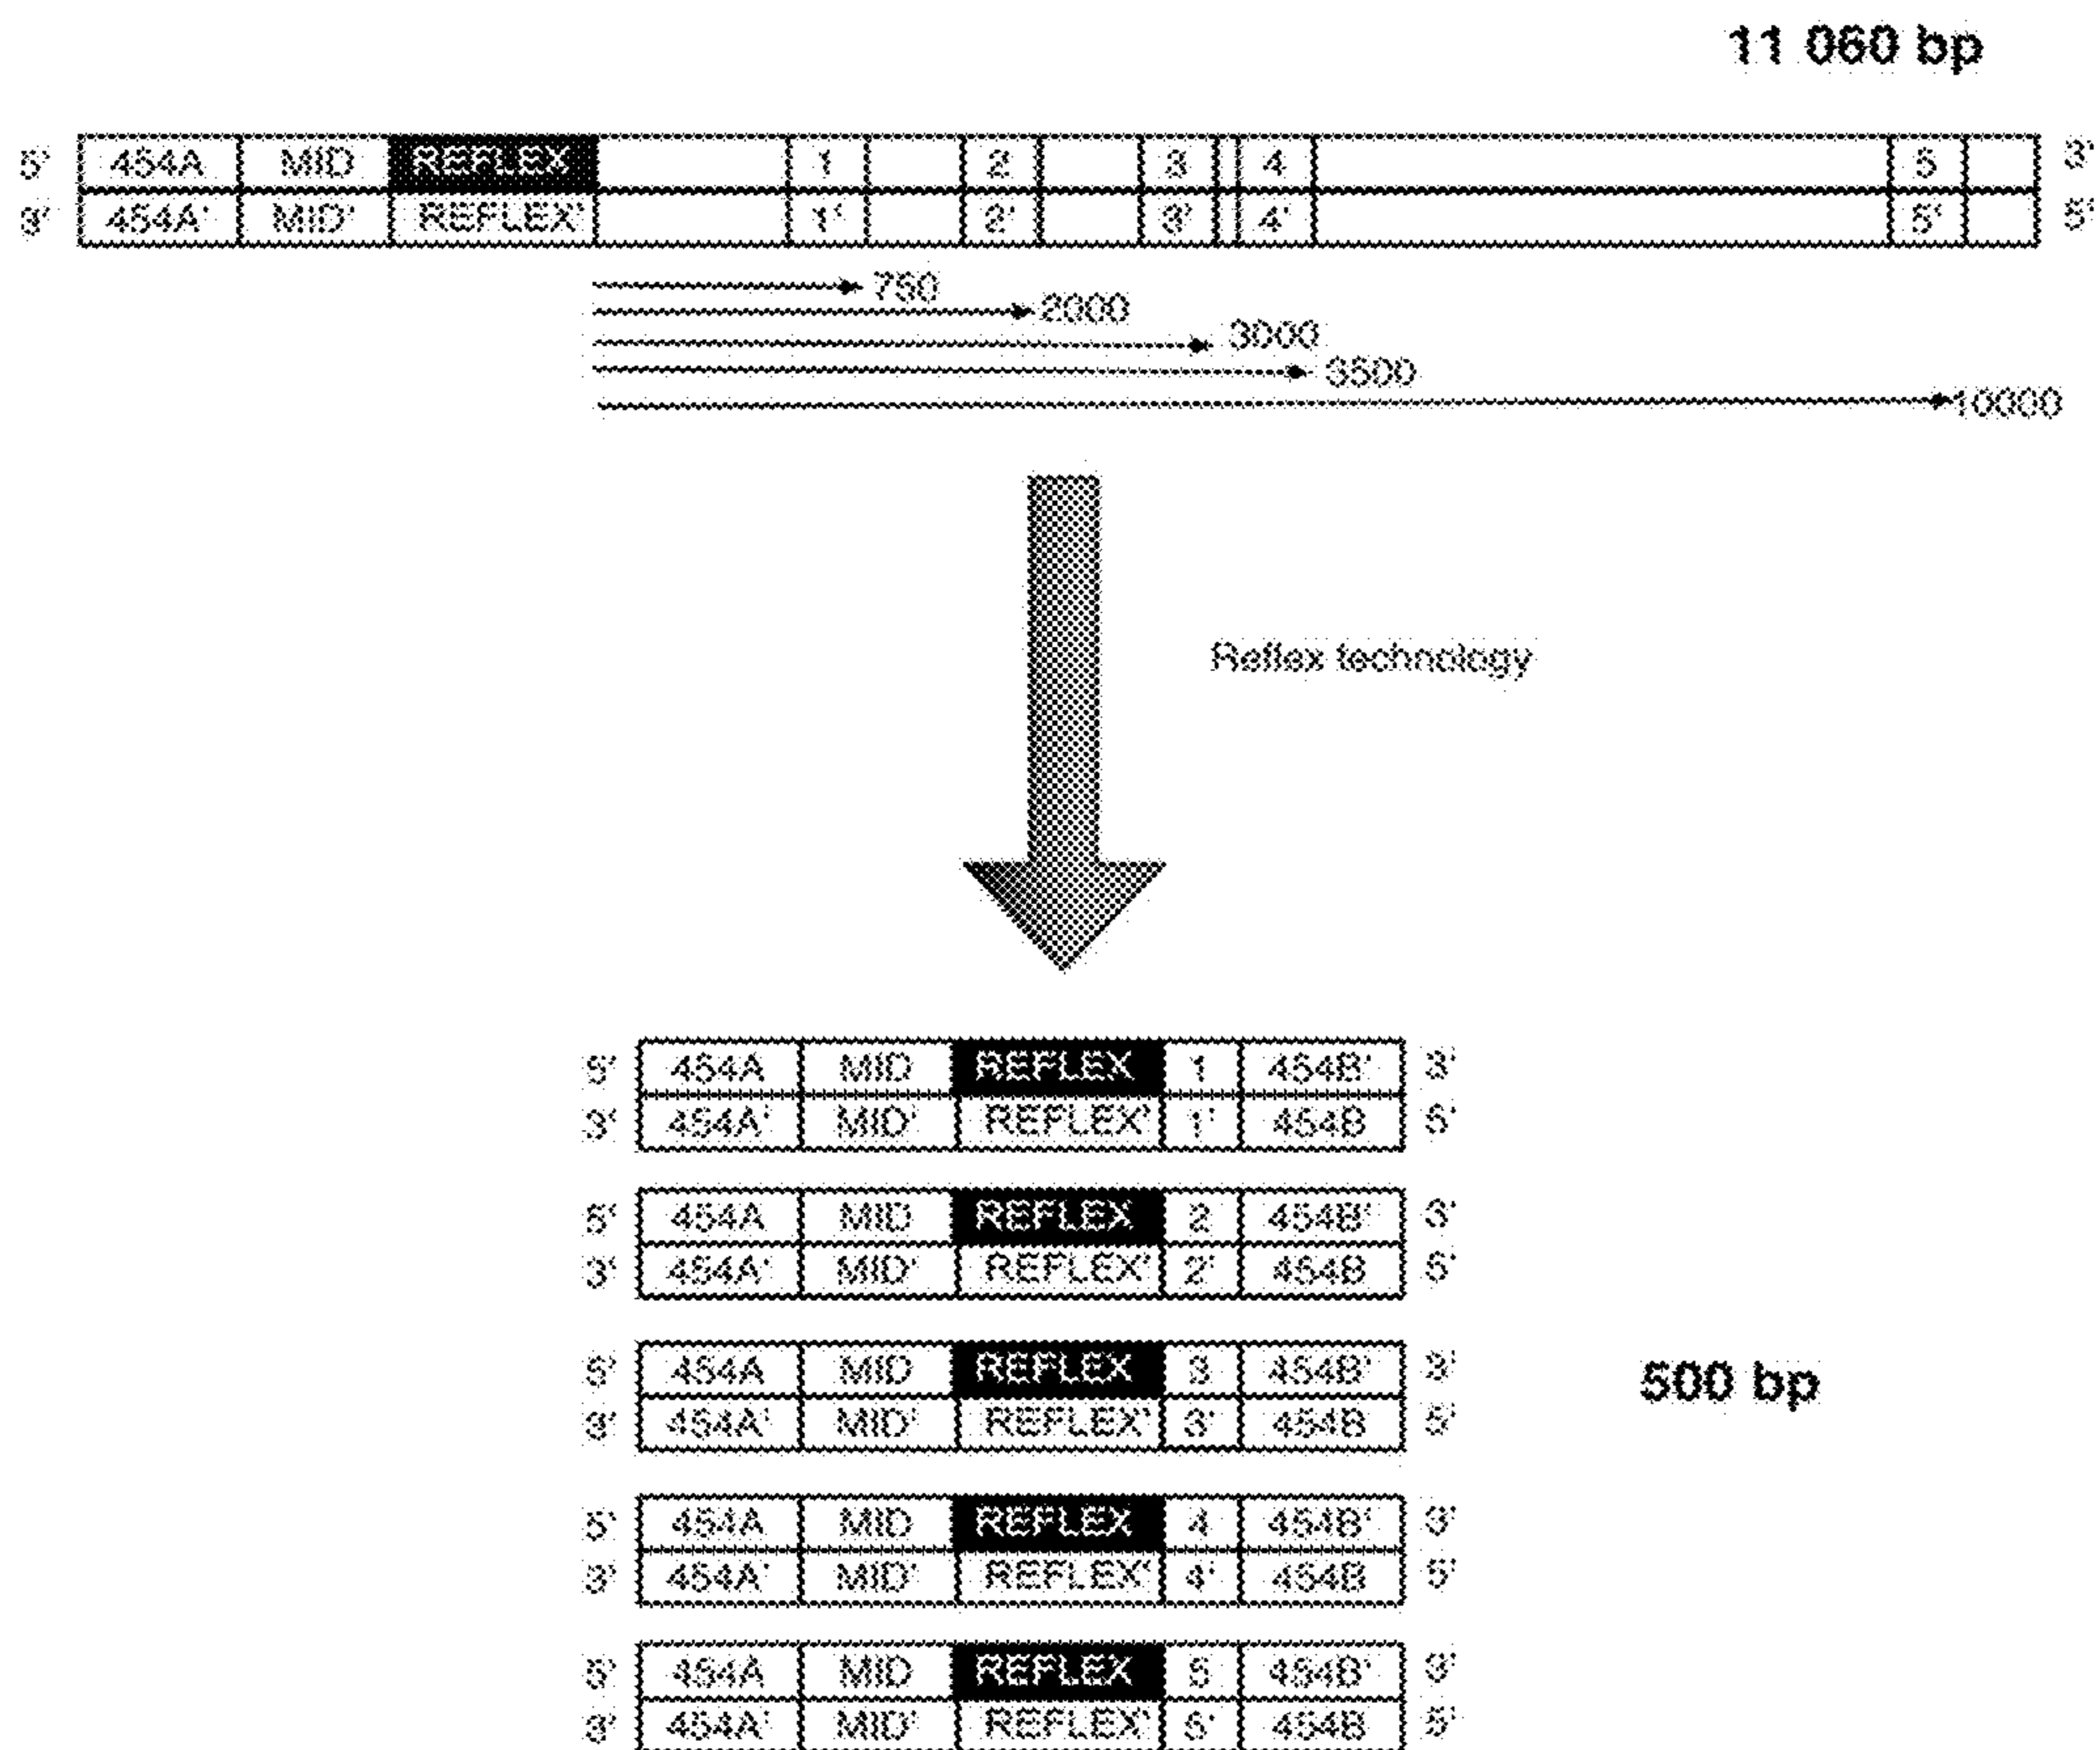 11 060 bp
5' 454A MID REFLEX 1 2 3 4 5 3'
3' 454A' MID' REFLEX' 1' 2' 3' 4' 5' 5'
750
2000
3000
3500
10000
Reflex technology
5' 454A MID REFLEX 1 454B' 3'
3' 454A' MID' REFLEX' 1' 454B 5'
5' 454A MID REFLEX 2 454B' 3'
3' 454A' MID' REFLEX' 2' 454B 5'
5' 454A MID REFLEX 3 454B' 3'
3' 454A' MID' REFLEX' 3' 454B 5'
500 bp
5' 454A MID REFLEX 4 454B' 3'
3' 454A' MID' REFLEX' 4' 454B 5'
5' 454A MID REFLEX 5 454B' 3'
3' 454A' MID' REFLEX' 5' 454B 5'